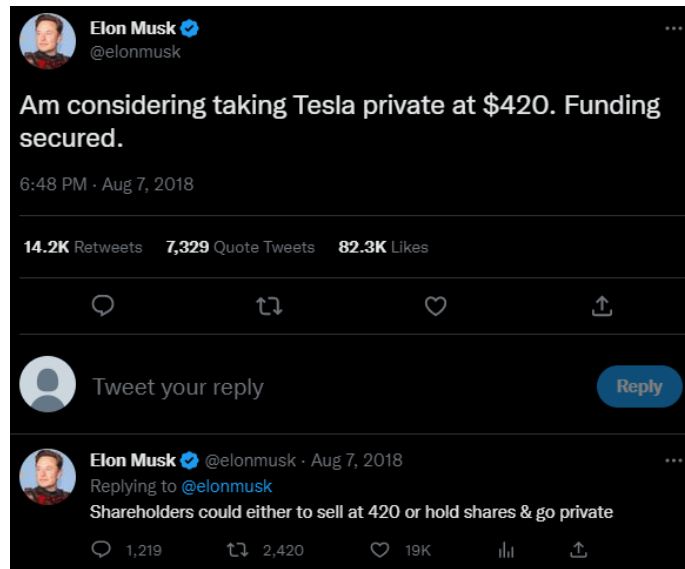 Elon Musk
@elonmusk
Am considering taking Tesla private at $420. Funding
secured.
6:48 PM · Aug 7, 2018
14.2K Retweets 7,329 Quote Tweets 82.3K Likes
Tweet your reply
Reply
Elon Musk @elonmusk · Aug 7, 2018
Replying to @elonmusk
Shareholders could either to sell at 420 or hold shares & go private
1,219 2,420 19K